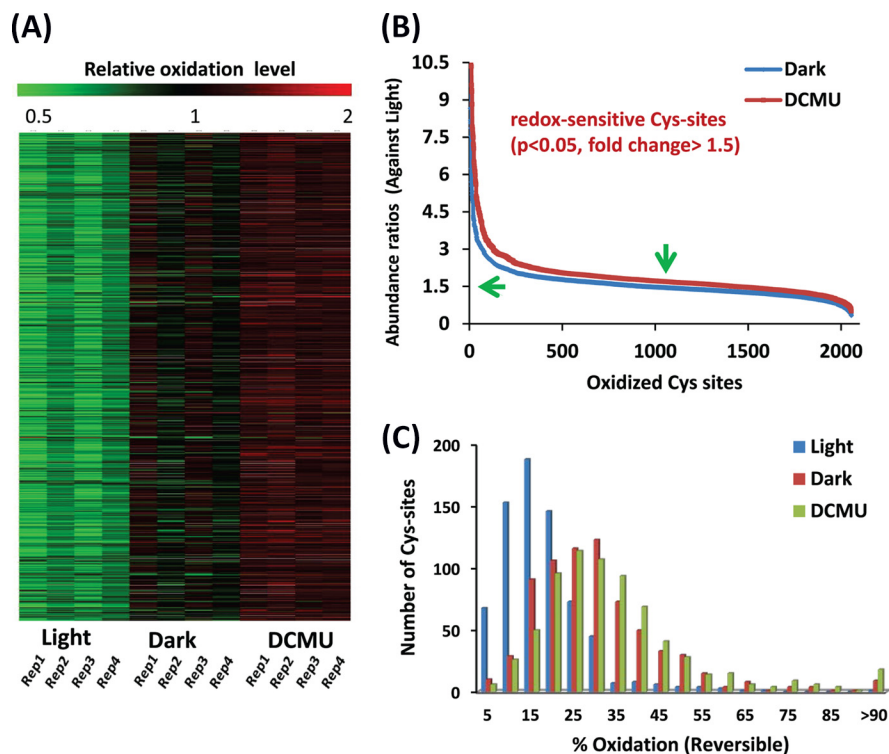 (A)
Relative oxidation level
0.5 1 2
Light Dark DCMU
Rep1 Rep2 Rep3 Rep4 Rep1 Rep2 Rep3 Rep4 Rep1 Rep2 Rep3 Rep4
(B)
Abundance ratios (Against Light)
10.5
9
7.5
6
4.5
3
1.5
0
Dark
DCMU
redox-sensitive Cys-sites
(p<0.05, fold change> 1.5)
0 500 1000 1500 2000
Oxidized Cys sites
(C)
Number of Cys-sites
200
150
100
50
0
Light
Dark
DCMU
5 15 25 35 45 55 65 75 85 >90
% Oxidation (Reversible)